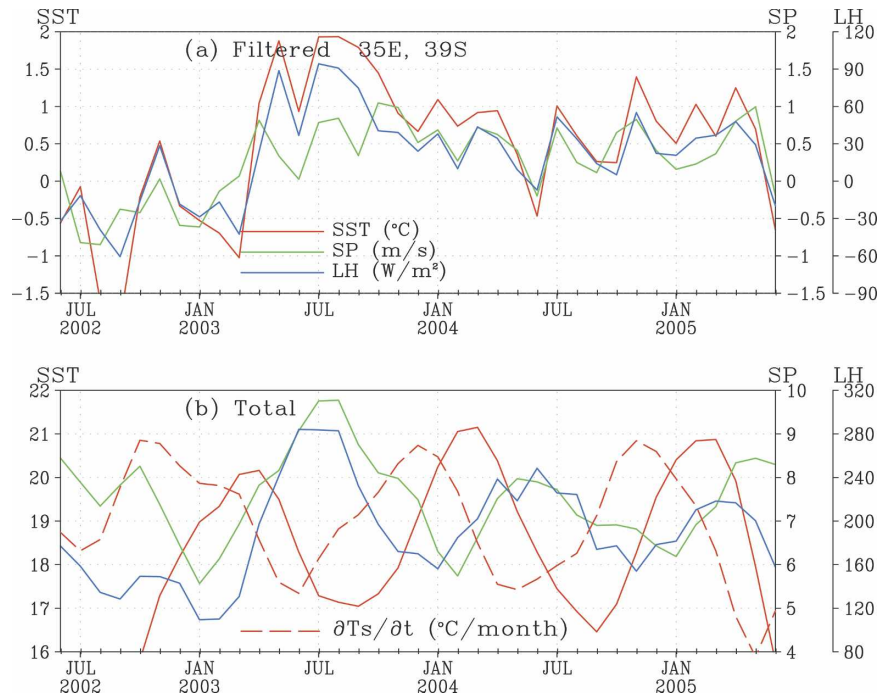 SST SP LH
(a) Filtered 35E, 39S
2 2 120
1.5 1.5 90
1 1 60
0.5 0.5 30
0 0 0
−0.5 −0.5 −30
−1 −1 −60
−1.5 −1.5 −90
SST (°C)
SP (m/s)
LH (W/m²)
JUL JAN JUL JAN JUL JAN
2002 2003 2004 2005
SST SP LH
(b) Total
22 10 320
21 9 280
20 8 240
19 7 200
18 6 160
17 5 120
16 4 80
∂Ts/∂t (°C/month)
JUL JAN JUL JAN JUL JAN
2002 2003 2004 2005